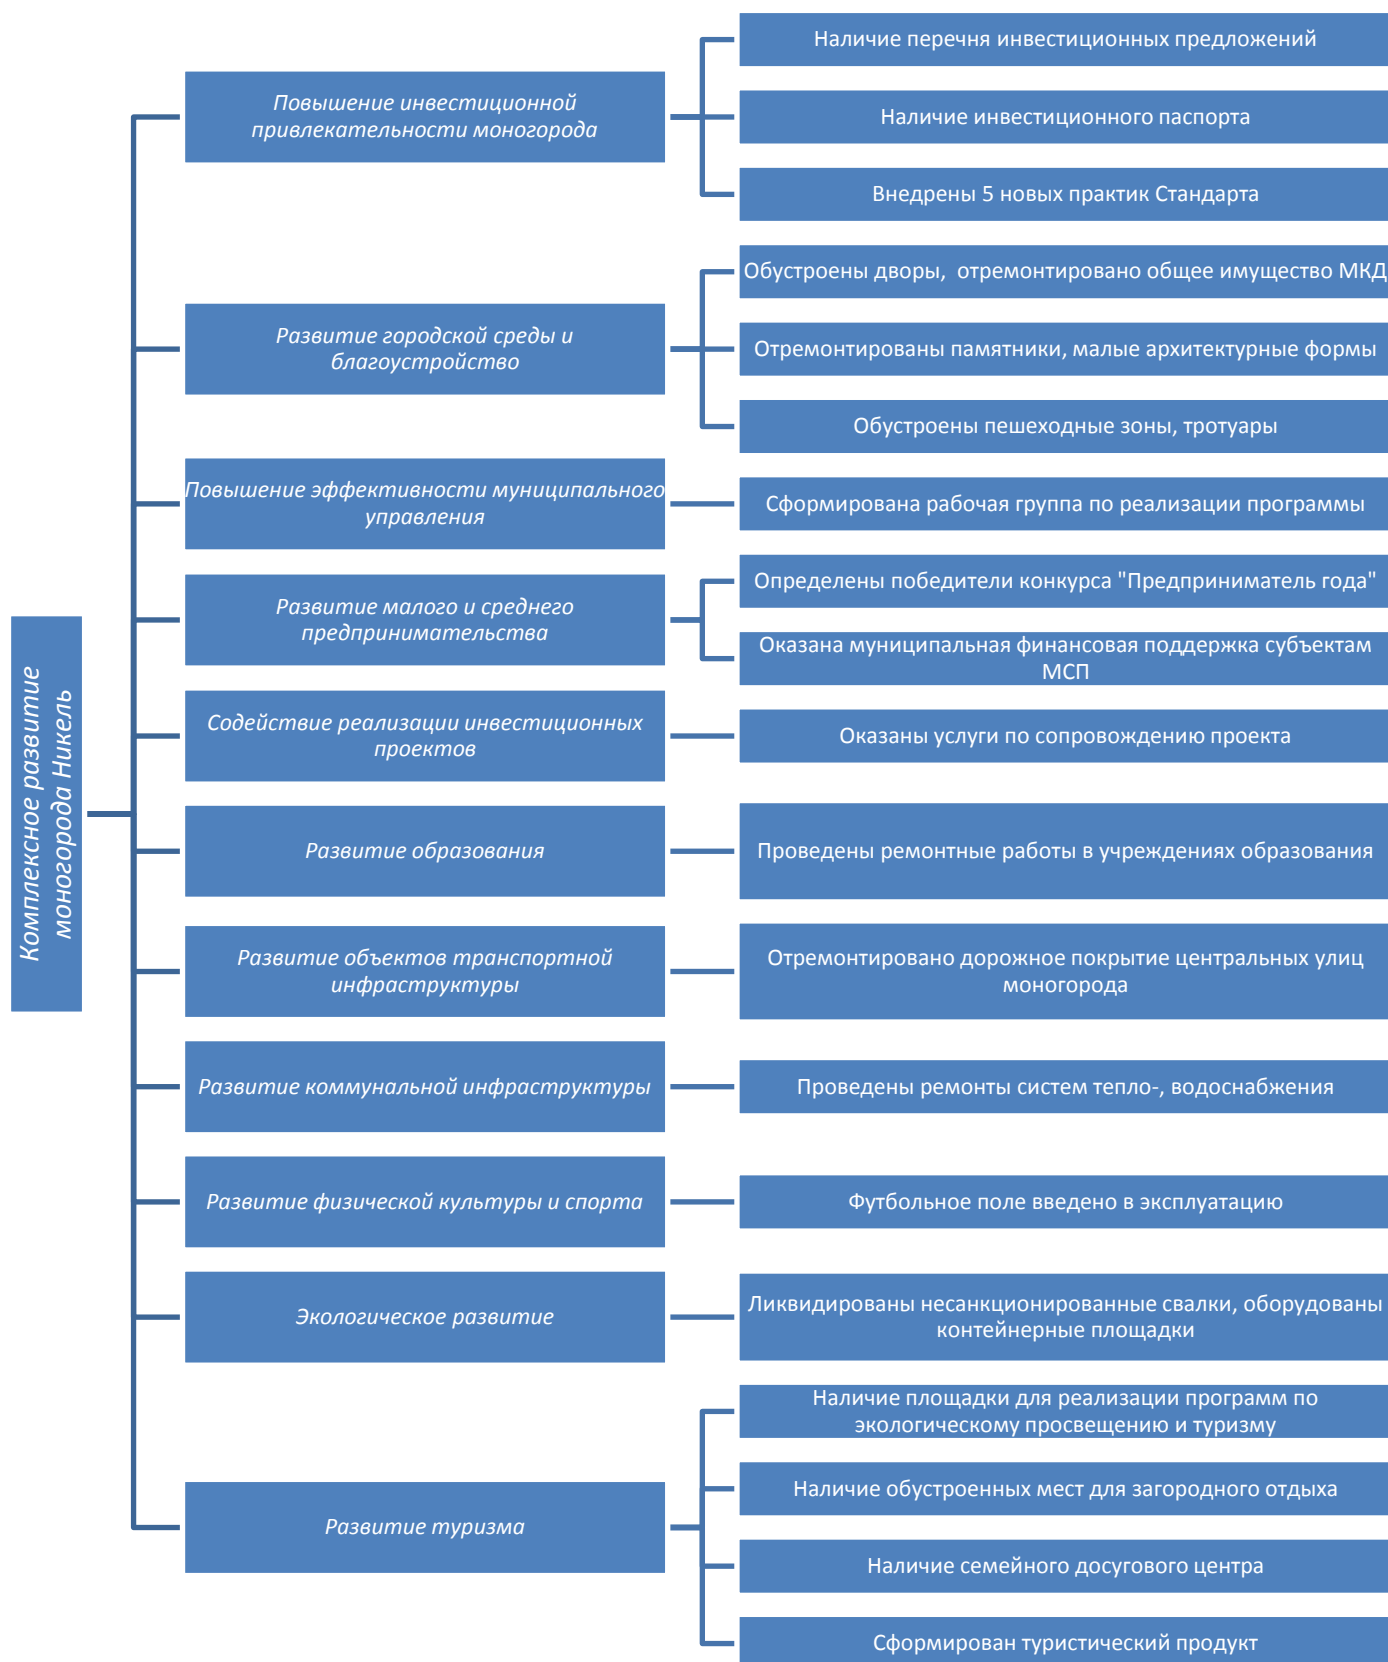 Комплексное развитие
моногорода Никель
Повышение инвестиционной
привлекательности моногорода
Наличие перечня инвестиционных предложений
Наличие инвестиционного паспорта
Внедрены 5 новых практик Стандарта
Развитие городской среды и
благоустройство
Обустроены дворы,  отремонтировано общее имущество МКД
Отремонтированы памятники, малые архитектурные формы
Обустроены пешеходные зоны, тротуары
Повышение эффективности муниципального
управления
Сформирована рабочая группа по реализации программы
Развитие малого и среднего
предпринимательства
Определены победители конкурса "Предприниматель года"
Оказана муниципальная финансовая поддержка субъектам
МСП
Содействие реализации инвестиционных
проектов
Оказаны услуги по сопровождению проекта
Развитие образования
Проведены ремонтные работы в учреждениях образования
Развитие объектов транспортной
инфраструктуры
Отремонтировано дорожное покрытие центральных улиц
моногорода
Развитие коммунальной инфраструктуры
Проведены ремонты систем тепло-, водоснабжения
Развитие физической культуры и спорта
Футбольное поле введено в эксплуатацию
Экологическое развитие
Ликвидированы несанкционированные свалки, оборудованы
контейнерные площадки
Развитие туризма
Наличие площадки для реализации программ по
экологическому просвещению и туризму
Наличие обустроенных мест для загородного отдыха
Наличие семейного досугового центра
Сформирован туристический продукт